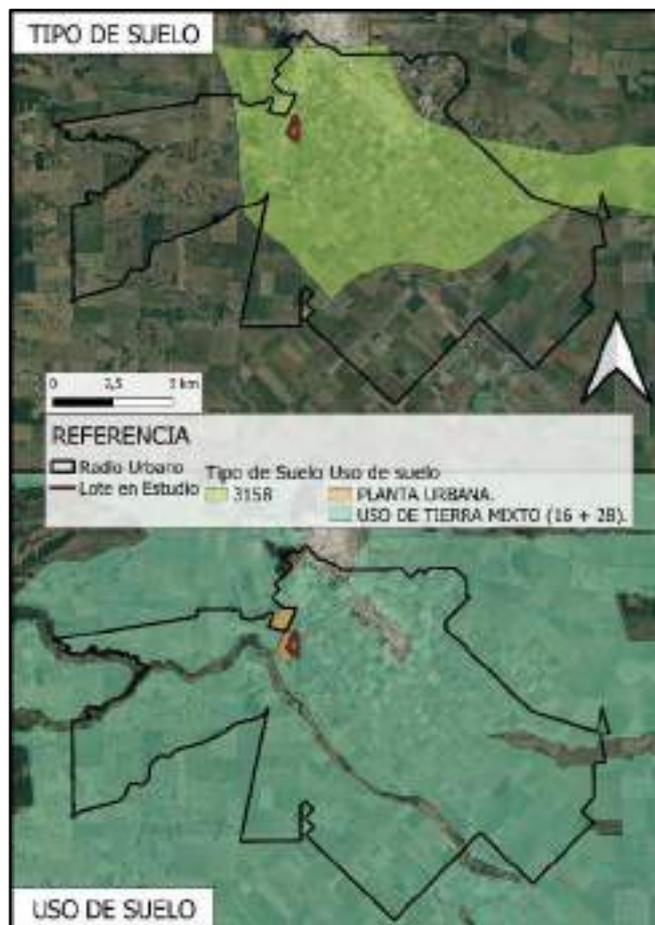 TIPO DE SUELO
0 2,5 5 km
REFERENCIA
Radio Urbano
Lote en Estudio
Tipo de Suelo
3158
Uso de suelo
PLANTA URBANA.
USO DE TIERRA MIXTO (16 + 28).
USO DE SUELO